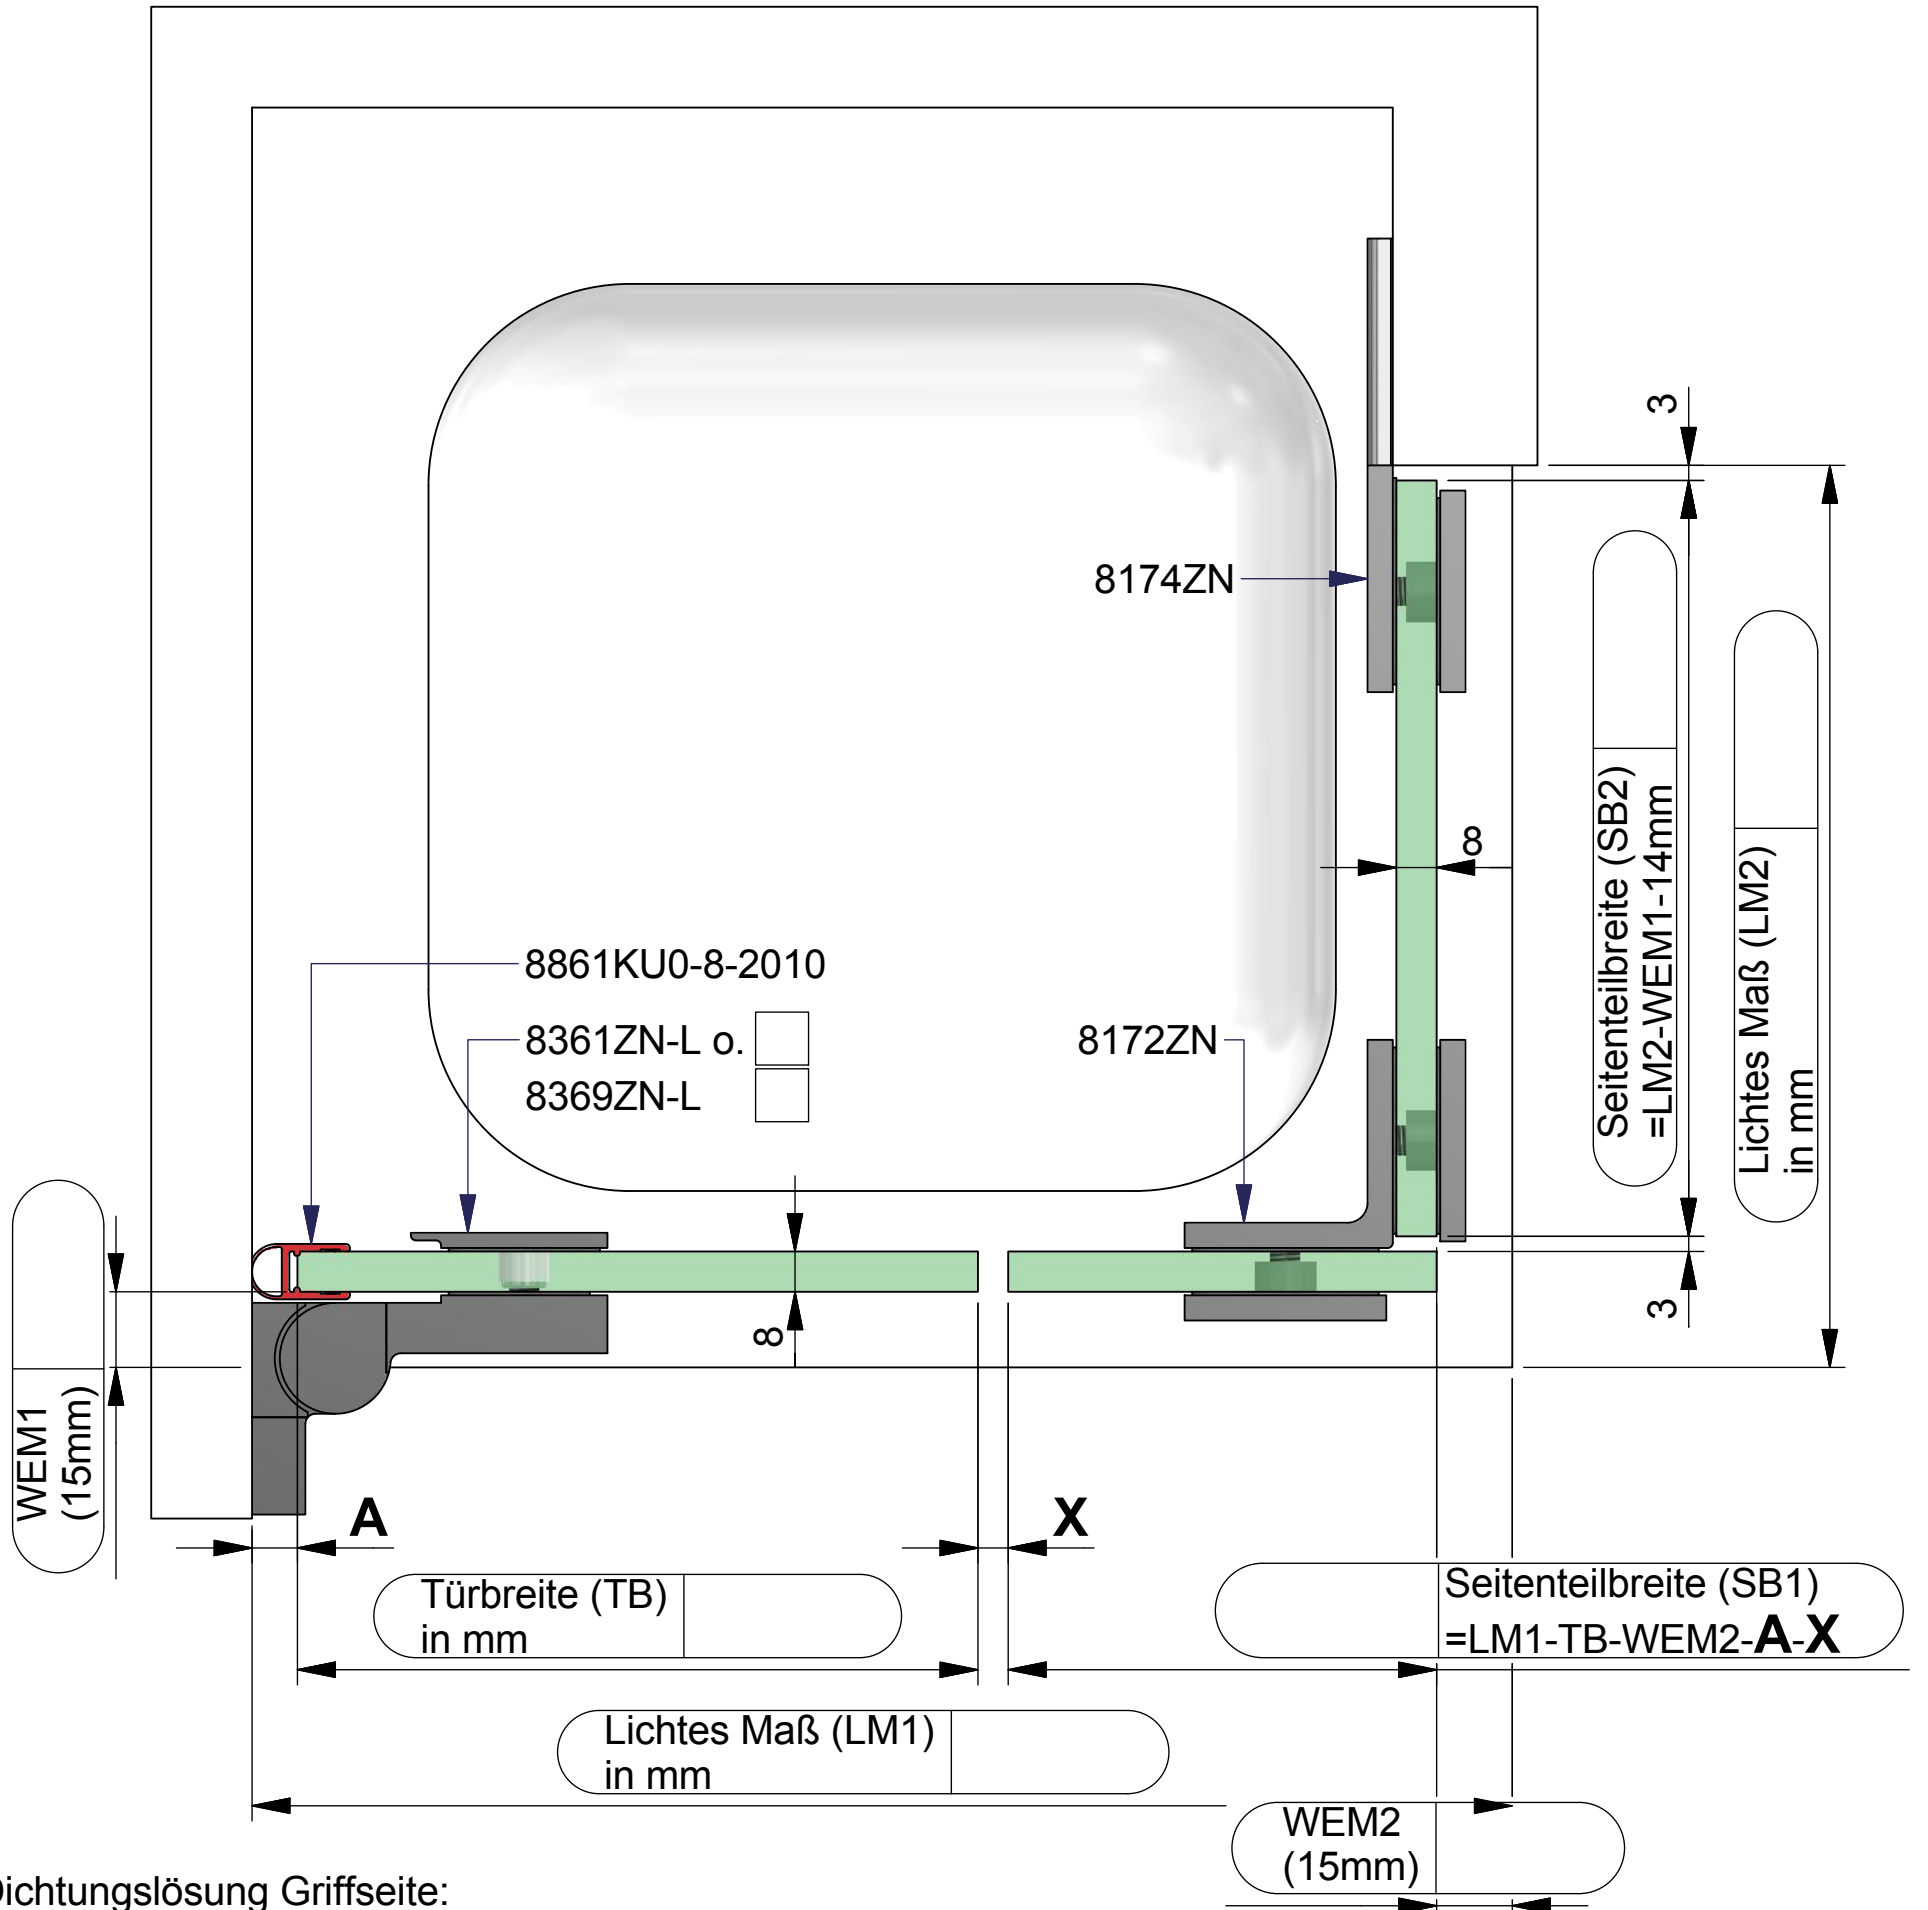 3
8174ZN
8
Seitenteilbreite (SB2)
=LM2-WEM1-14mm
Lichtes Maß (LM2)
in mm
8861KU0-8-2010
8361ZN-L o.
8369ZN-L
8172ZN
3
8
WEM1
(15mm)
A
X
Türbreite (TB)
in mm
Seitenteilbreite (SB1)
=LM1-TB-WEM2-A-X
Lichtes Maß (LM1)
in mm
WEM2
(15mm)
Dichtungslösung Griffseite: